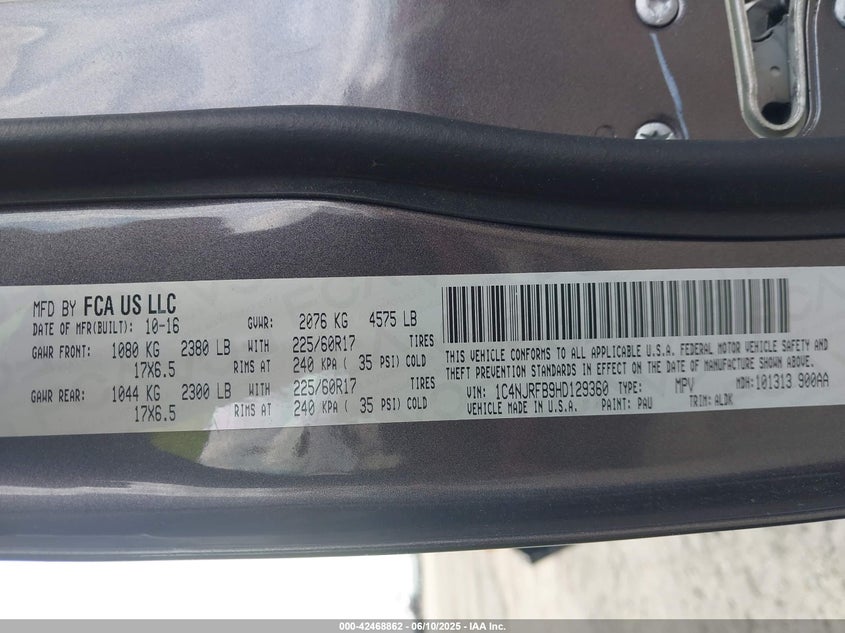 MFD BY FCA US LLC
DATE OF MFR(BUILT): 10-16 GVWR: 2076 KG 4575 LB
GAWR FRONT: 1080 KG 2380 LB WITH 225/60R17 TIRES
17X6.5 RIMS AT 240 KPA ( 35 PSI) COLD
GAWR REAR: 1044 KG 2300 LB WITH 225/60R17 TIRES
17X6.5 RIMS AT 240 KPA ( 35 PSI) COLD
THIS VEHICLE CONFORMS TO ALL APPLICABLE U.S.A. FEDERAL MOTOR VEHICLE SAFETY AND
THEFT PREVENTION STANDARDS IN EFFECT ON THE DATE OF MANUFACTURE SHOWN ABOVE.
VIN: 1C4NJRFB9HD129360 TYPE: MPV MDH: 101313 900AA
VEHICLE MADE IN U.S.A. PAINT: PAU TRIM: ALDK
000-42468862 - 06/10/2025 - IAA Inc.